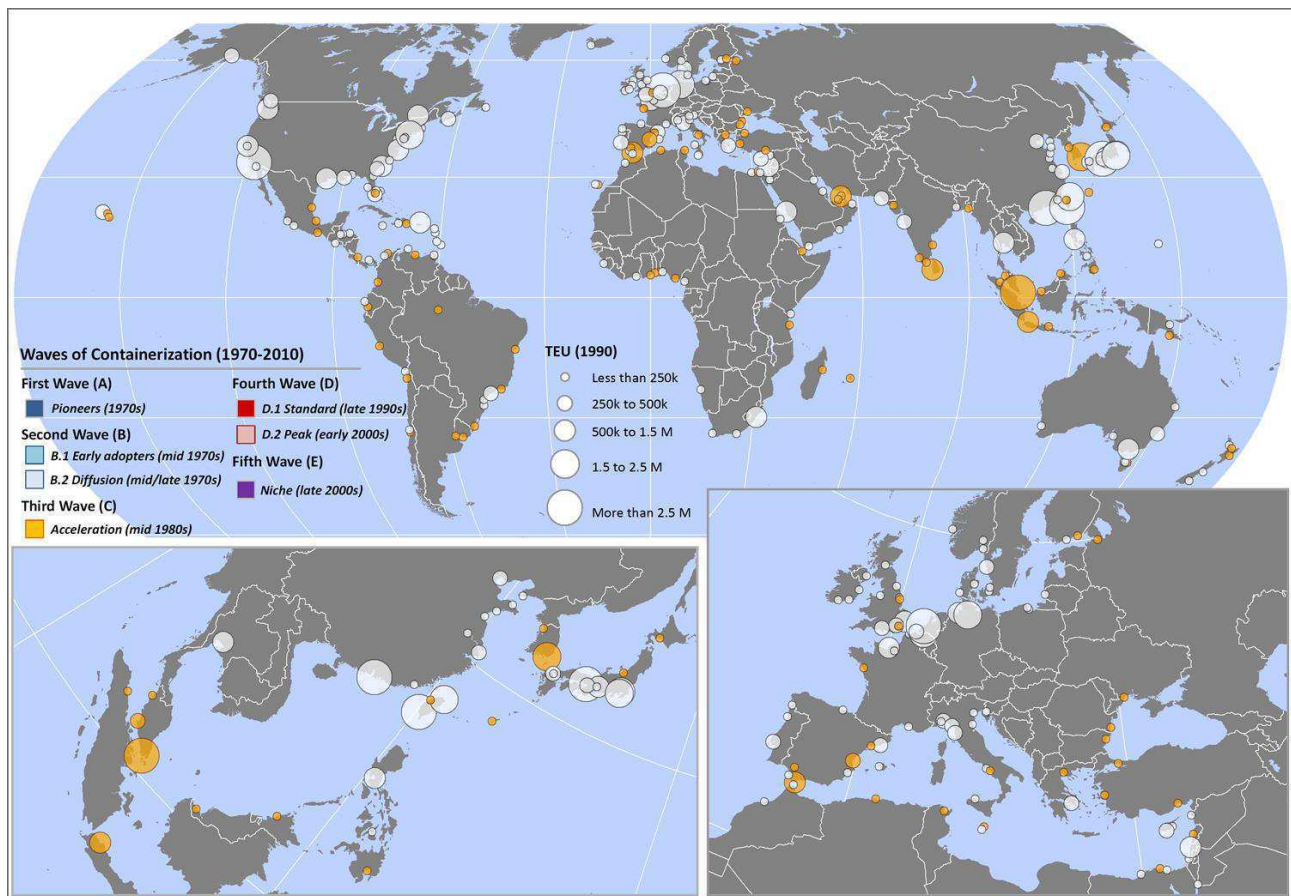 Waves of Containerization (1970-2010)
First Wave (A)
Pioneers (1970s)
Second Wave (B)
B.1 Early adopters (mid 1970s)
B.2 Diffusion (mid/late 1970s)
Third Wave (C)
Acceleration (mid 1980s)
Fourth Wave (D)
D.1 Standard (late 1990s)
D.2 Peak (early 2000s)
Fifth Wave (E)
Niche (late 2000s)
TEU (1990)
Less than 250k
250k to 500k
500k to 1.5 M
1.5 to 2.5 M
More than 2.5 M